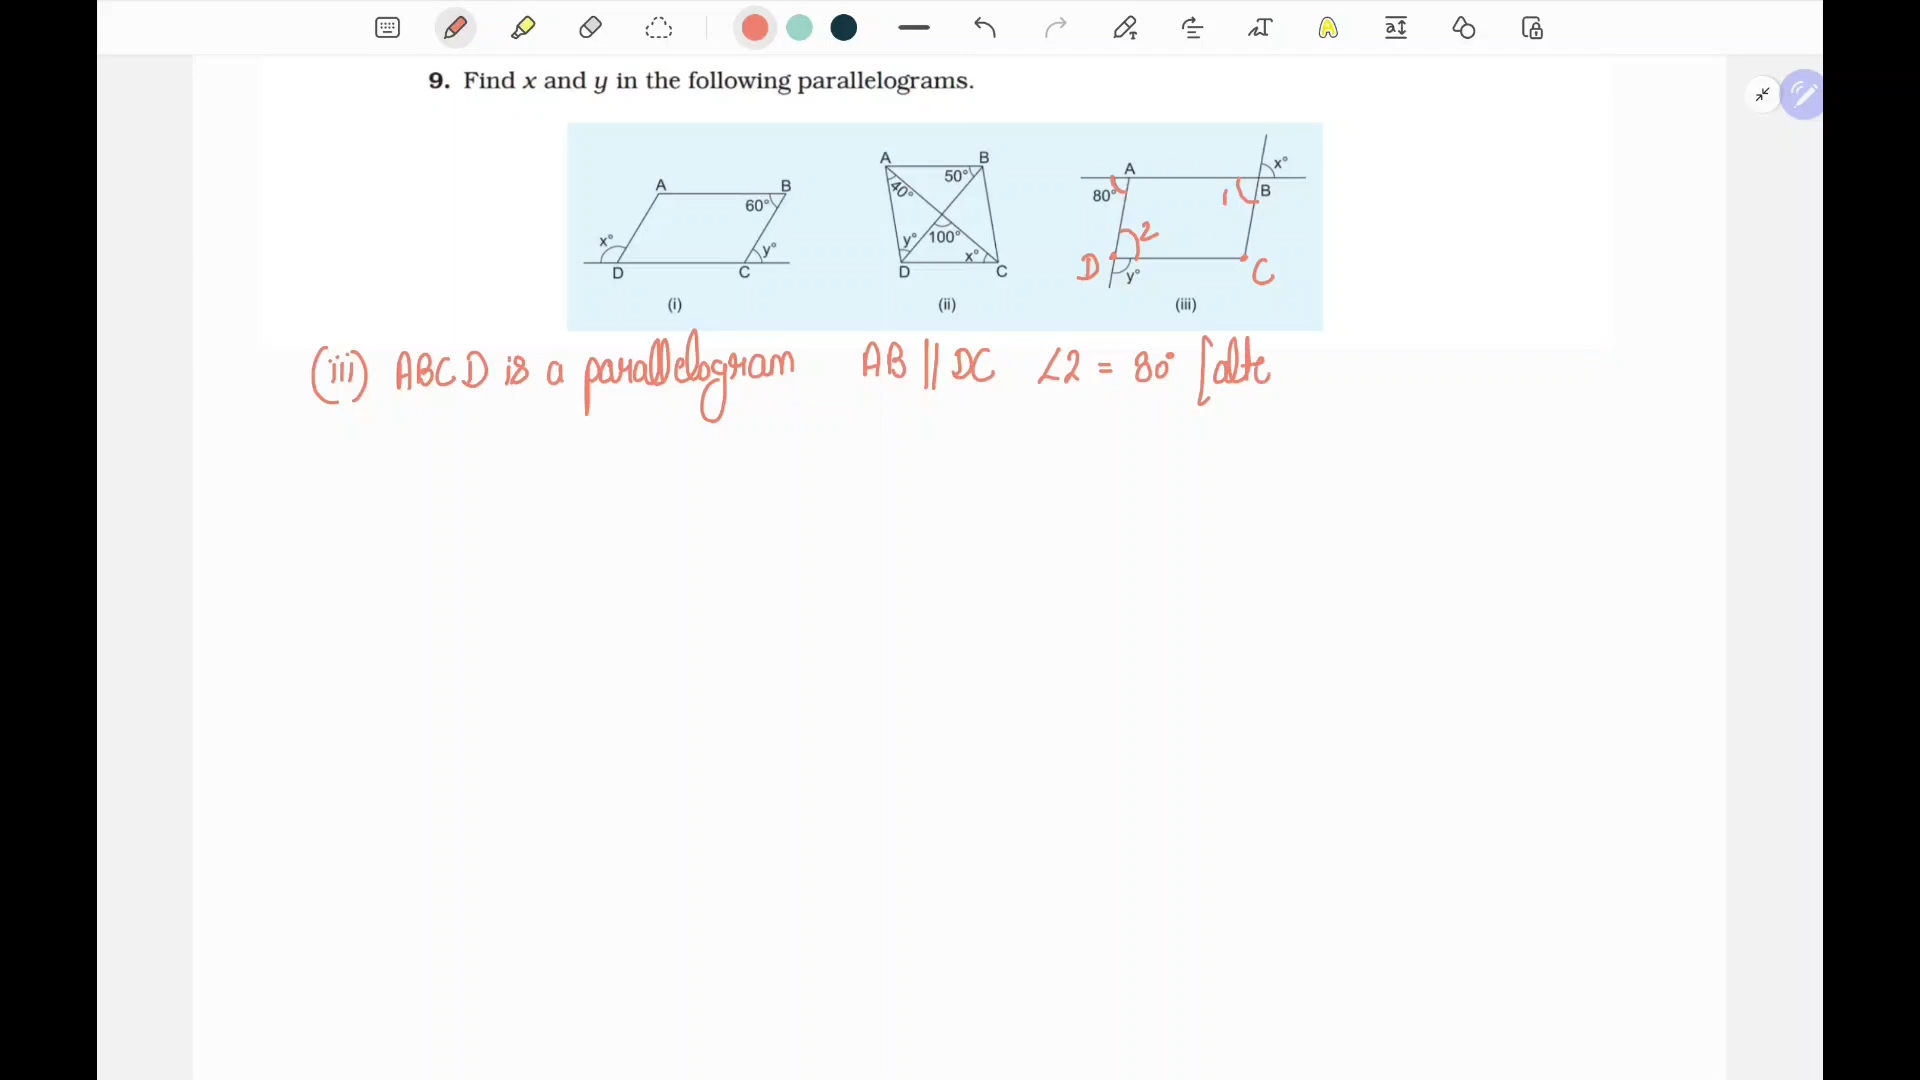 9. Find x and y in the following parallelograms.
A B 60° x° y° D C
(i)
A B 50° 40° y° 100° x° D C
(ii)
A x° 80° 1 B 2 D y° C
(iii)
(iii) ABCD is a parallelogram AB || DC ∠2 = 80° [alte